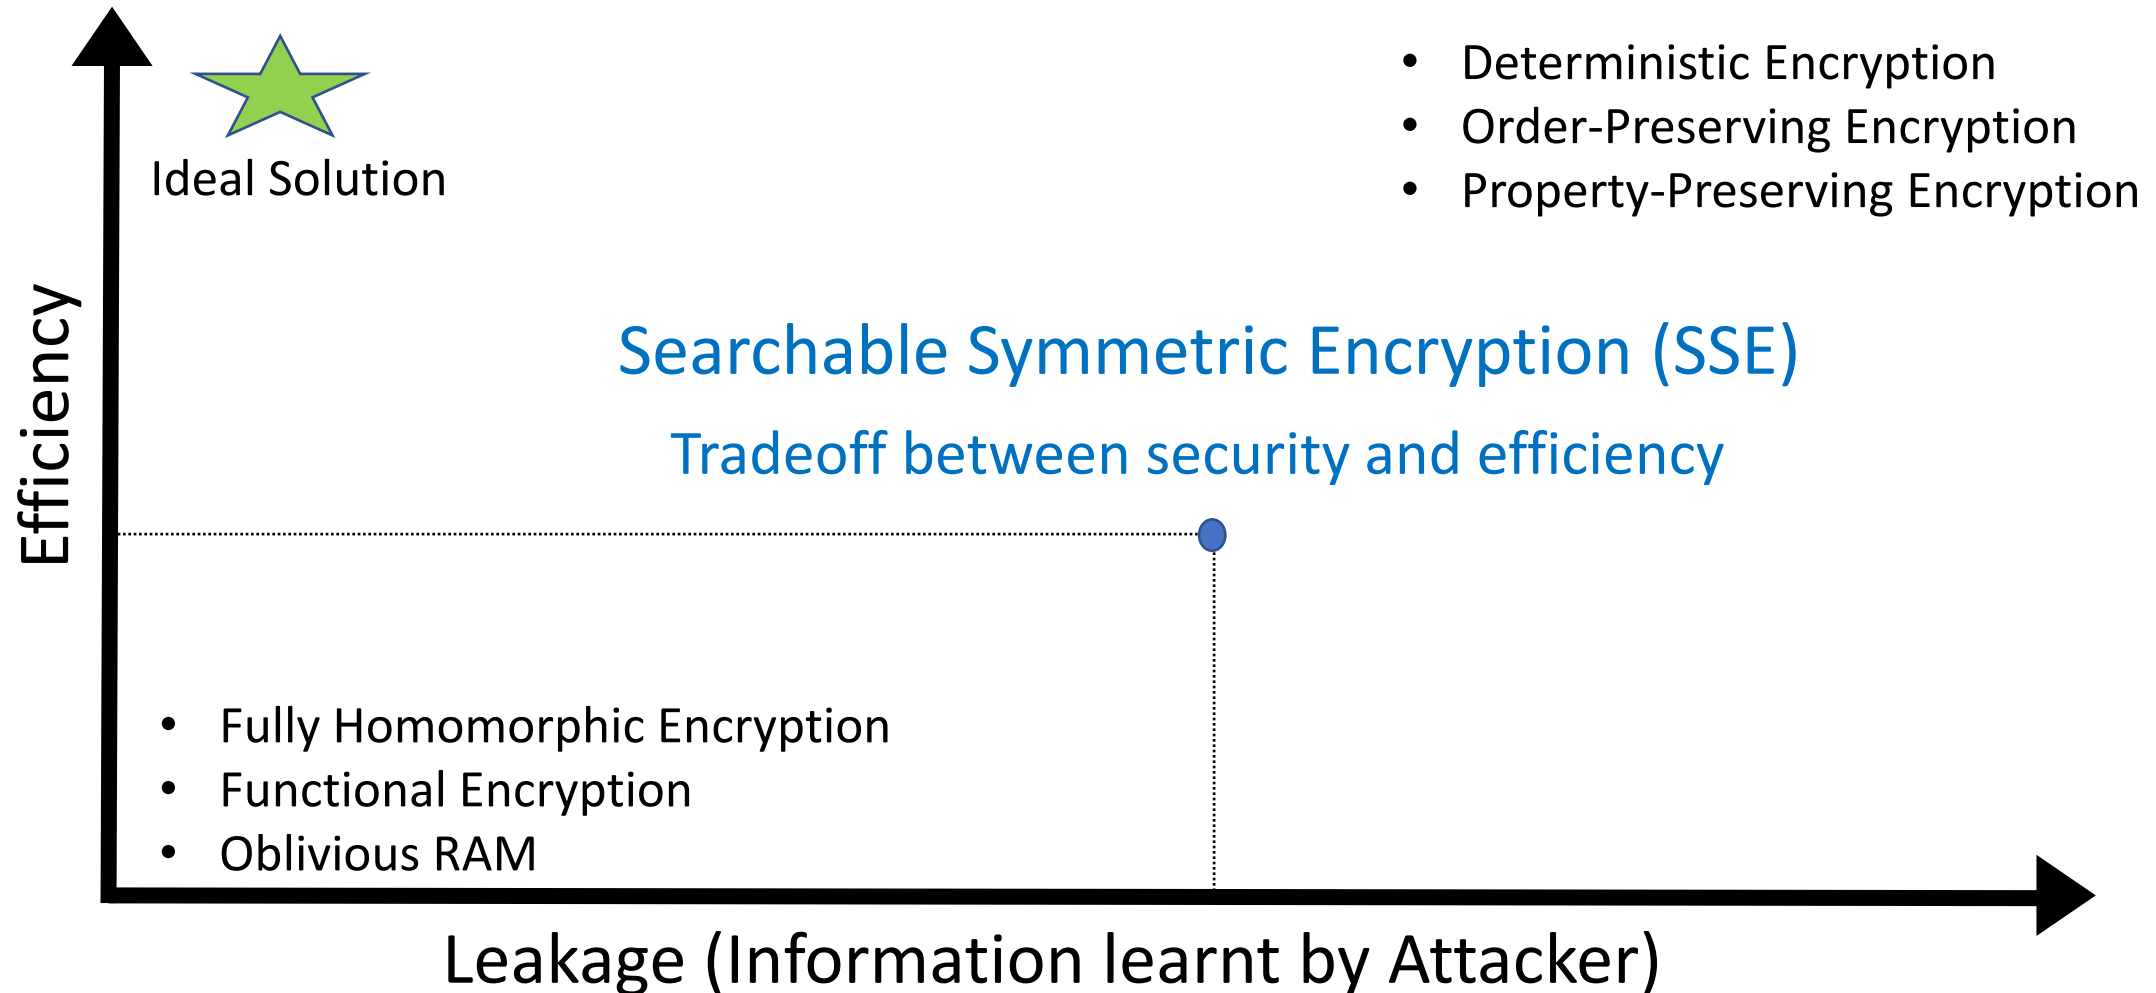 Ideal Solution
• Deterministic Encryption
• Order-Preserving Encryption
• Property-Preserving Encryption
Efficiency
Searchable Symmetric Encryption (SSE)
Tradeoff between security and efficiency
• Fully Homomorphic Encryption
• Functional Encryption
• Oblivious RAM
Leakage (Information learnt by Attacker)